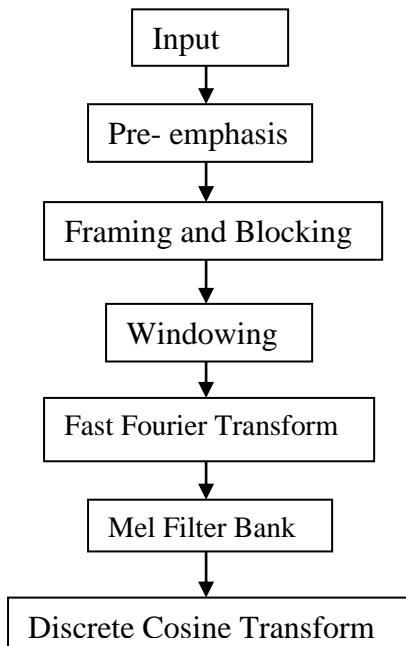 Input
Pre- emphasis
Framing and Blocking
Windowing
Fast Fourier Transform
Mel Filter Bank
Discrete Cosine Transform